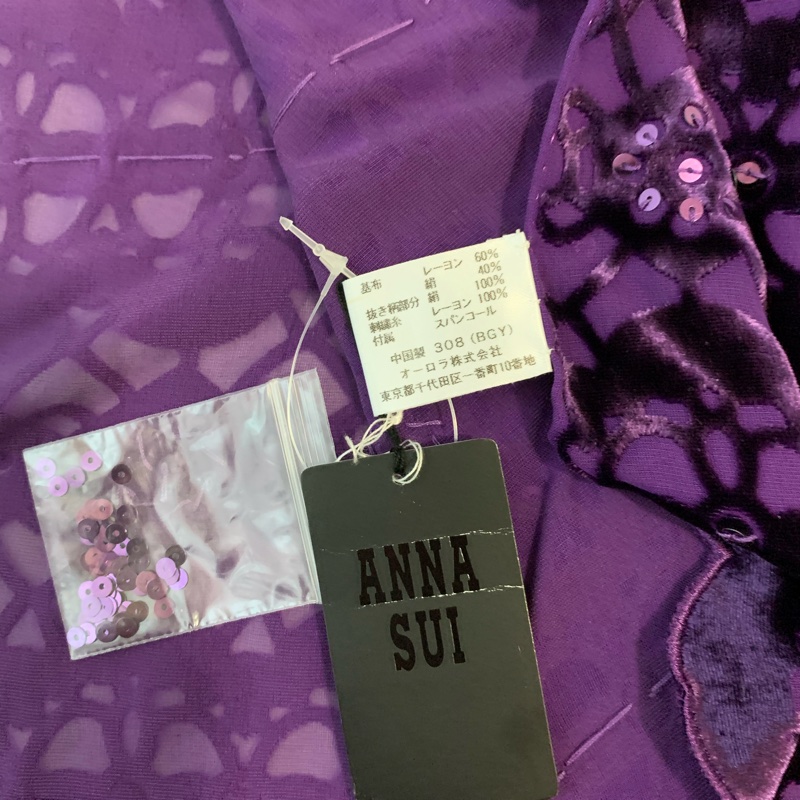 基布 レーヨン 60%
絹 40%
抜き柄部分 絹 100%
刺繍糸 レーヨン 100%
付属 スパンコール
中国製 308 (BGY)
オーロラ株式会社
東京都千代田区一番町10番地
ANNA
SUI